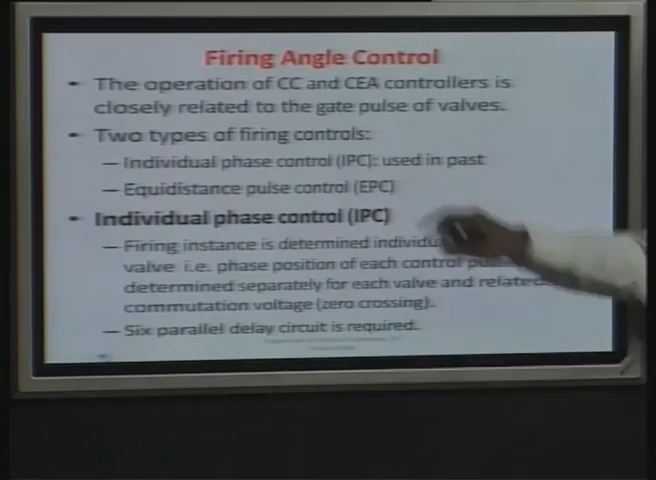 Firing Angle Control
• The operation of CC and CEA controllers is
closely related to the gate pulse of valves.
• Two types of firing controls:
– Individual phase control (IPC): used in past
– Equidistance pulse control (EPC)
• Individual phase control (IPC)
– Firing instance is determined individu
valve i.e. phase position of each control
determined separately for each valve and related
commutation voltage (zero crossing).
– Six parallel delay circuit is required.